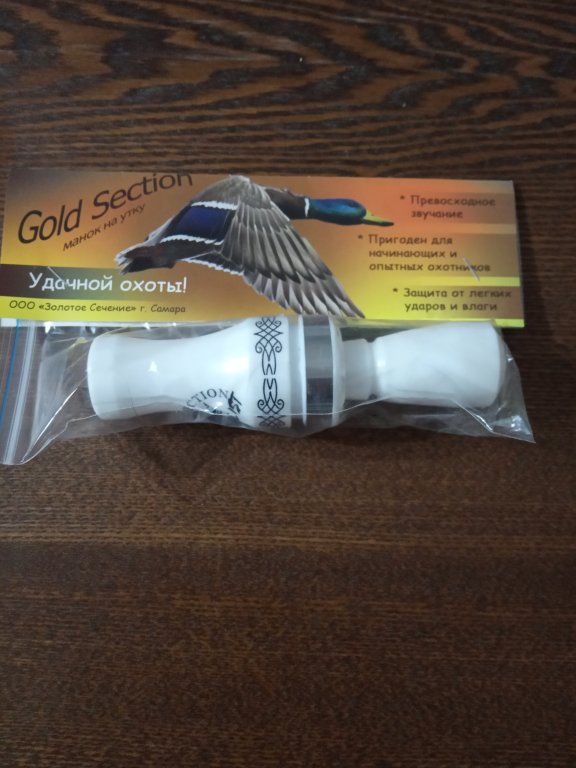 Gold Section
манок на утку
Удачной охоты!
ООО «Золотое Сечение» г. Самара
* Превосходное
звучание
* Пригоден для
начинающих и
опытных охотников
* Защита от легких
ударов и влаги
CTION